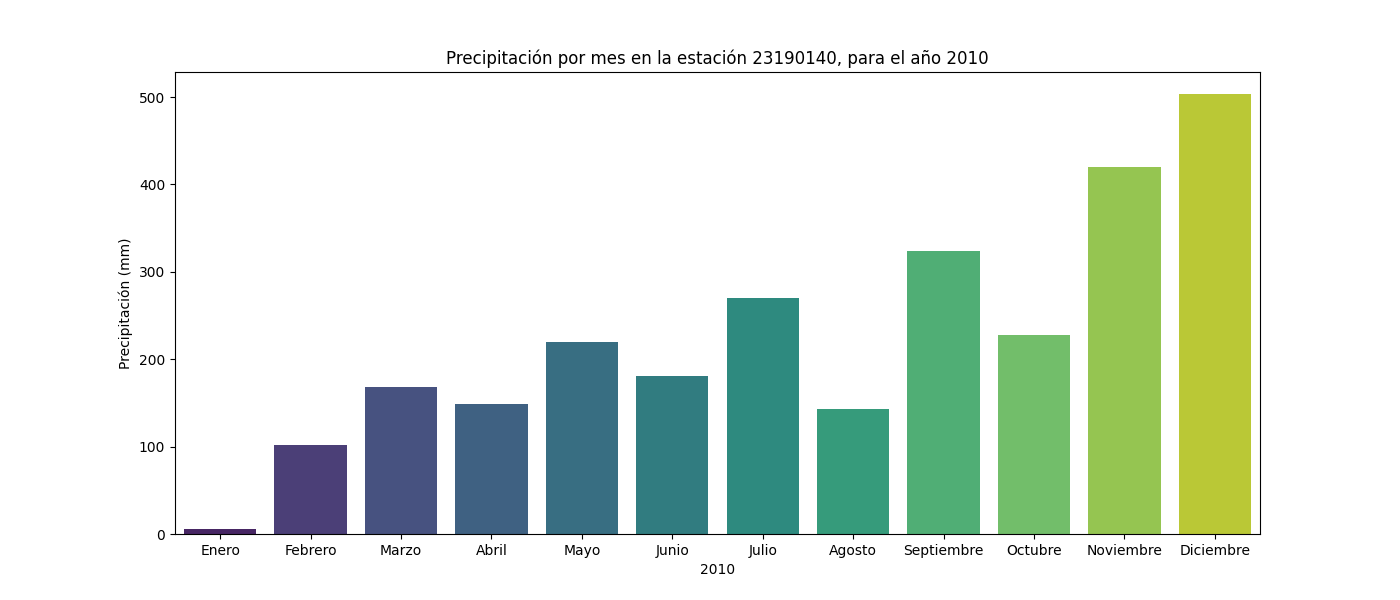 Precipitación por mes en la estación 23190140, para el año 2010
Precipitación (mm)
500
400
300
200
100
0
Enero Febrero Marzo Abril Mayo Junio Julio Agosto Septiembre Octubre Noviembre Diciembre
2010